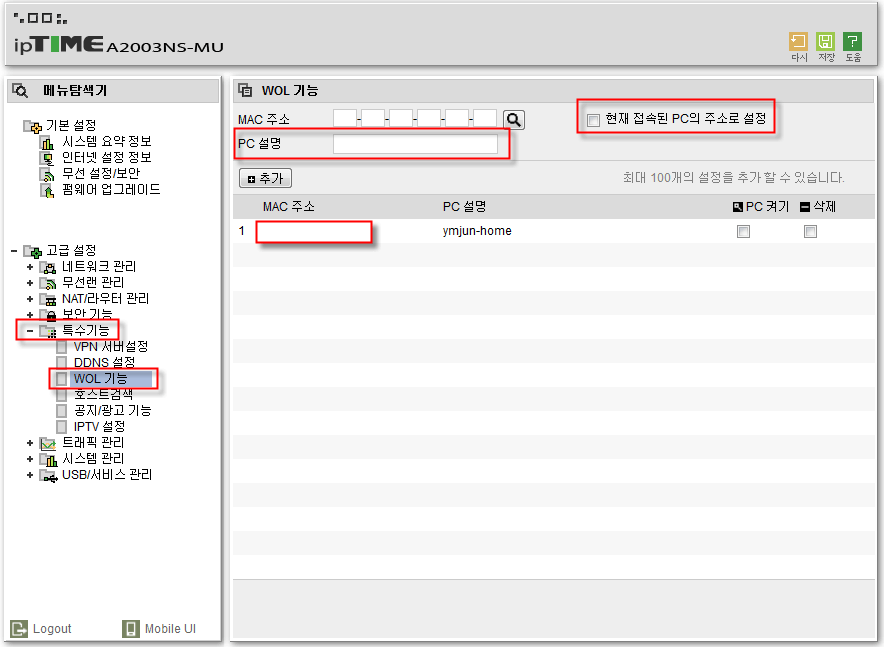 ipTIME A2003NS-MU
다시 저장 도움
메뉴탐색기
기본 설정
시스템 요약 정보
인터넷 설정 정보
무선 설정/보안
펌웨어 업그레이드
고급 설정
네트워크 관리
무선랜 관리
NAT/라우터 관리
보안 기능
특수기능
VPN 서버설정
DDNS 설정
WOL 기능
호스트검색
공지/광고 기능
IPTV 설정
트래픽 관리
시스템 관리
USB/서비스 관리
Logout Mobile UI
WOL 기능
MAC 주소 - - - - - 현재 접속된 PC의 주소로 설정
PC 설명
추가 최대 100개의 설정을 추가 할 수 있습니다.
MAC 주소 PC 설명 PC 켜기 삭제
1 ymjun-home